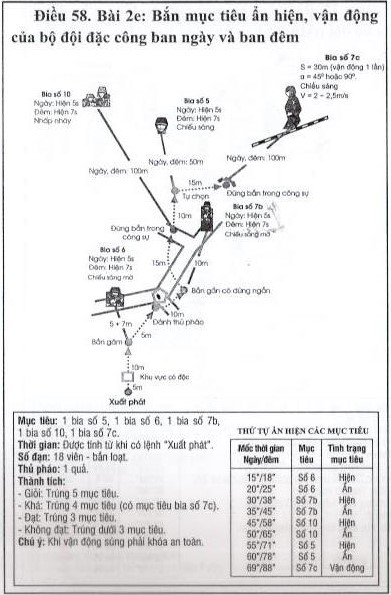 Điều 58. Bài 2e: Bắn mục tiêu ẩn hiện, vận động
của bộ đội đặc công ban ngày và ban đêm
Bia số 7c
S = 30m (vận động 1 lần)
α = 45° hoặc 90°.
Chiếu sáng
V = 2 – 2,5m/s
Bia số 10
Ngày: Hiện 5s
Đêm: Hiện 7s
Nhấp nháy
Bia số 5
Ngày: Hiện 5s
Đêm: Hiện 7s
Chiếu sáng
Ngày, đêm: 100m
Ngày, đêm: 50m
Ngày, đêm: 100m
15m
Tự chọn
Đứng bắn trong công sự
10m
Đứng bắn trong
công sự
Bia số 7b
Ngày: Hiện 5s
Đêm: Hiện 7s
Chiếu sáng mờ
Bia số 6
Ngày: Hiện 5s
Đêm: Hiện 7s
Chiếu sáng mờ
15m
10m
Bắn gần có dừng ngắn
10m
Đánh thủ pháo
5 + 7m
5m
Bắn găm
10m
Khu vực có độc
5m
Xuất phát
Mục tiêu: 1 bia số 5, 1 bia số 6, 1 bia số 7b,
1 bia số 10, 1 bia số 7c.
Thời gian: Được tính từ khi có lệnh "Xuất phát".
Số đạn: 18 viên - bắn loạt.
Thủ pháo: 1 quả.
Thành tích:
- Giỏi: Trúng 5 mục tiêu.
- Khá: Trúng 4 mục tiêu (có mục tiêu bia số 7c).
- Đạt: Trúng 3 mục tiêu.
- Không đạt: Trúng dưới 3 mục tiêu.
Chú ý: Khi vận động súng phải khóa an toàn.
THỨ TỰ ẨN HIỆN CÁC MỤC TIÊU
Mốc thời gian Ngày/đêm Mục tiêu Tình trạng mục tiêu
15"/18" Số 6 Hiện
20"/25" Số 6 Ẩn
30"/38" Số 7b Hiện
35"/45" Số 7b Ẩn
45"/58" Số 10 Hiện
50"/65" Số 10 Ẩn
55"/71" Số 5 Hiện
60"/78" Số 5 Ẩn
69"/88" Số 7c Vận động